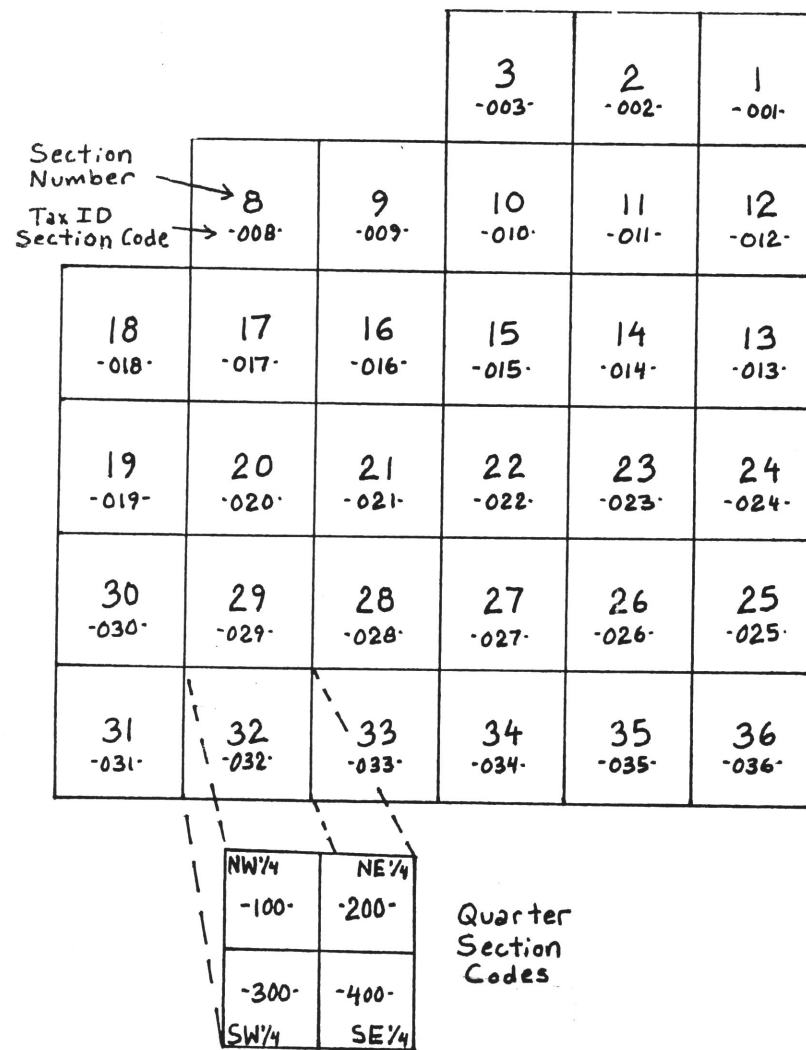 3 2 1
-003- -002- -001-
Section
Number
8 9 10 11 12
Tax ID
Section Code
-008- -009- -010- -011- -012-
18 17 16 15 14 13
-018- -017- -016- -015- -014- -013-
19 20 21 22 23 24
-019- -020- -021- -022- -023- -024-
30 29 28 27 26 25
-030- -029- -028- -027- -026- -025-
31 32 33 34 35 36
-031- -032- -033- -034- -035- -036-
NW¼ NE¼
-100- -200-
-300- -400-
SW¼ SE¼
Quarter
Section
Codes